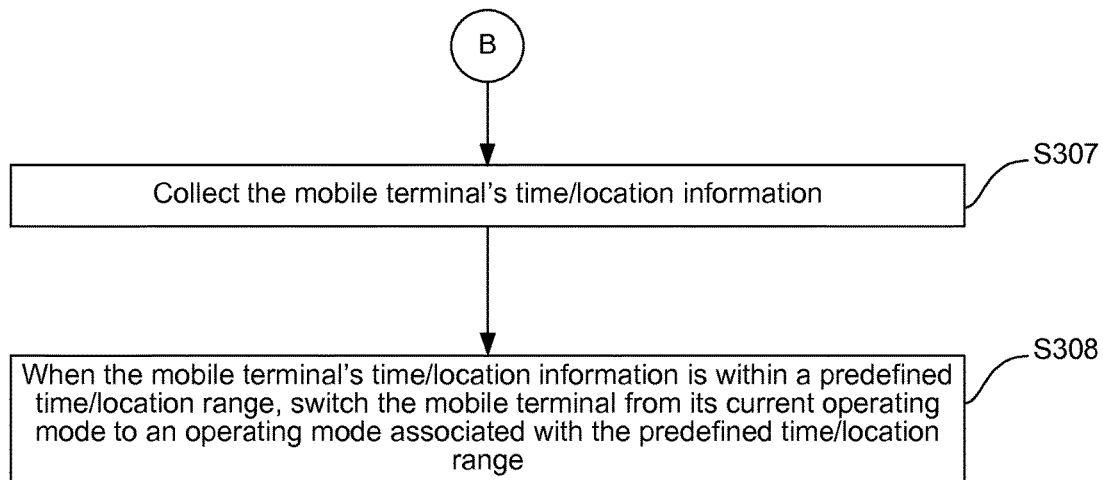 B
S307
Collect the mobile terminal's time/location information
S308
When the mobile terminal's time/location information is within a predefined
time/location range, switch the mobile terminal from its current operating
mode to an operating mode associated with the predefined time/location
range